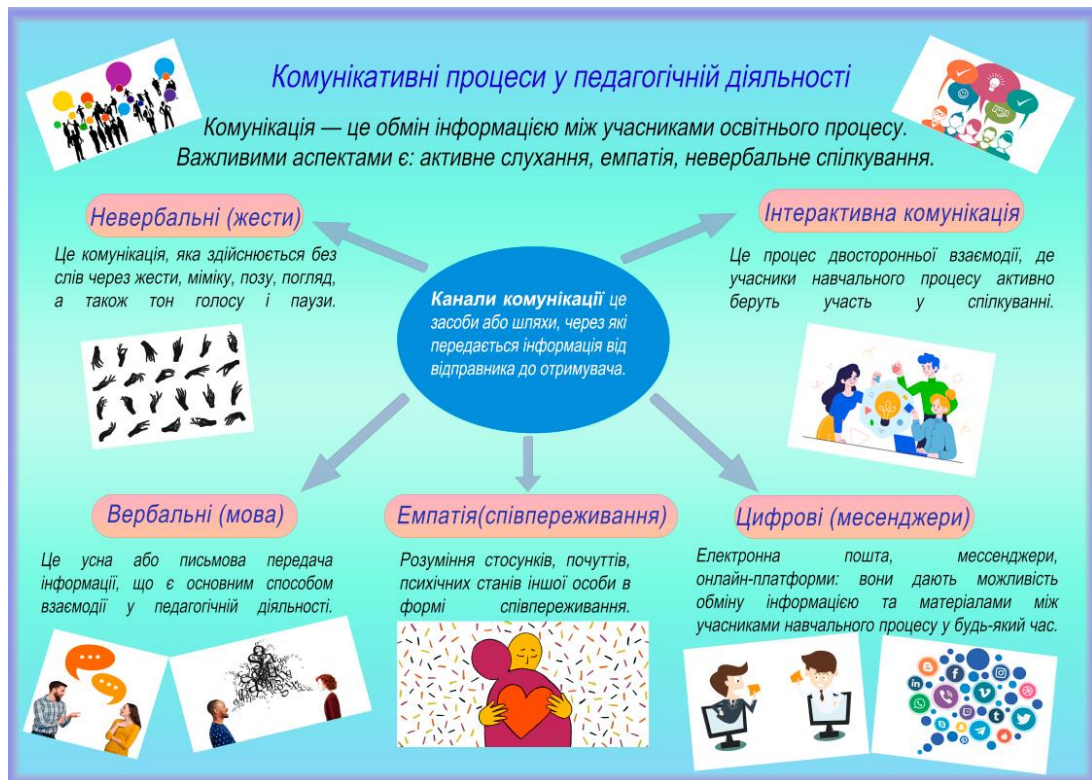 Комунікативні процеси у педагогічній діяльності
Комунікація — це обмін інформацією між учасниками освітнього процесу.
Важливими аспектами є: активне слухання, емпатія, невербальне спілкування.
Невербальні (жести)
Це комунікація, яка здійснюється без
слів через жести, міміку, позу, погляд,
а також тон голосу і паузи.
Інтерактивна комунікація
Це процес двосторонньої взаємодії, де
учасники навчального процесу активно
беруть участь у спілкуванні.
Канали комунікації це
засоби або шляхи, через які
передається інформація від
відправника до отримувача.
Вербальні (мова)
Це усна або письмова передача
інформації, що є основним способом
взаємодії у педагогічній діяльності.
Емпатія(співпереживання)
Розуміння стосунків, почуттів,
психічних станів іншої особи в
формі співпереживання.
Цифрові (месенджери)
Електронна пошта, мессенджери,
онлайн-платформи: вони дають можливість
обміну інформацією та матеріалами між
учасниками навчального процесу у будь-який час.